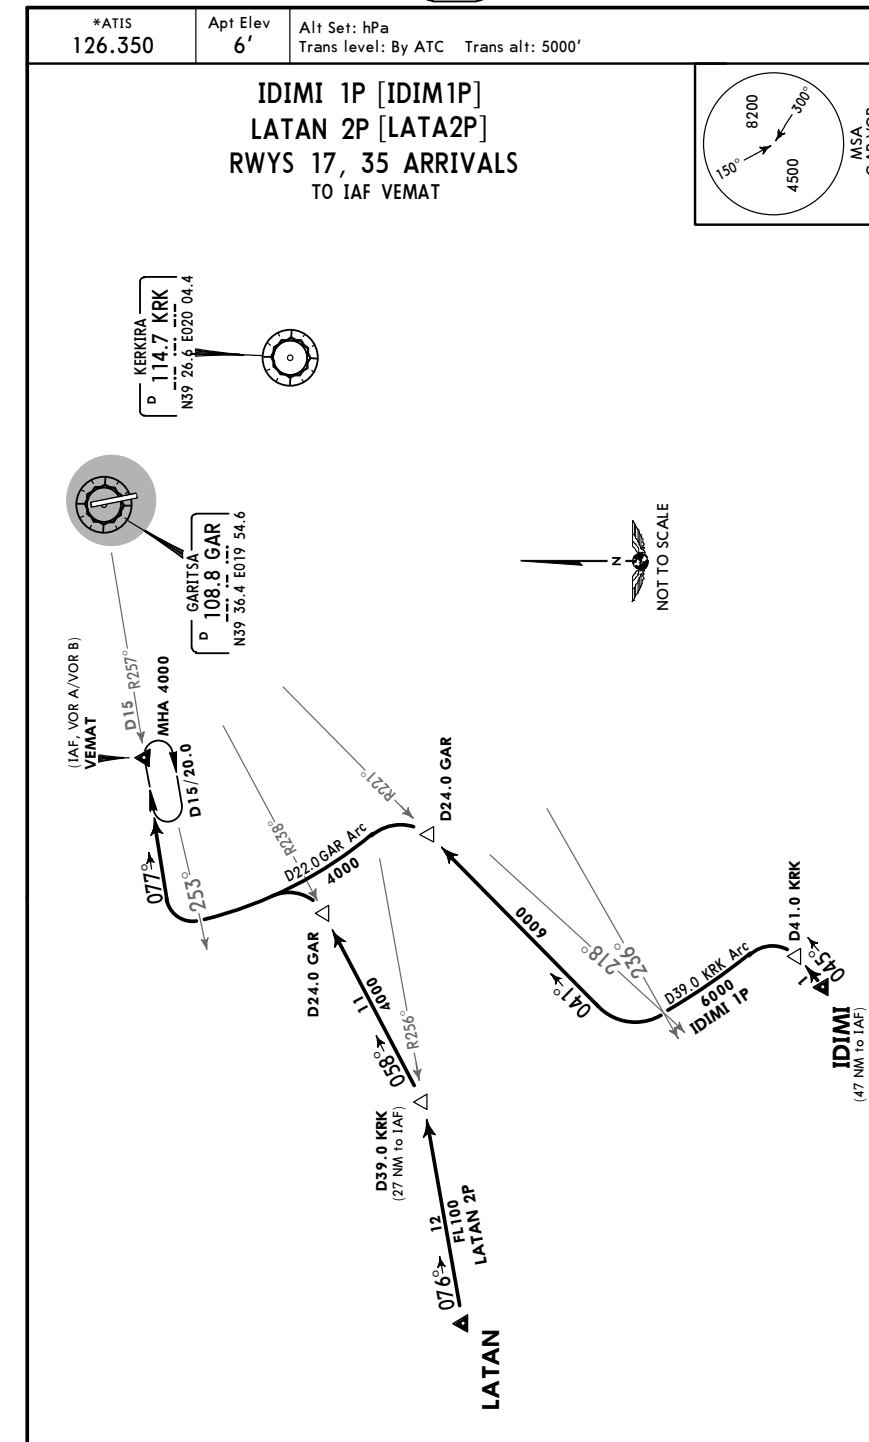 *ATIS
126.350
Apt Elev
6'
Alt Set: hPa
Trans level: By ATC Trans alt: 5000'
IDIMI 1P [IDIM1P]
LATAN 2P [LATA2P]
RWYS 17, 35 ARRIVALS
TO IAF VEMAT
8200
300°
150°
4500
MSA
KERKIRA
D 114.7 KRK
N39 26.6 E020 04.4
GARITSA
D 108.8 GAR
N39 36.4 E019 54.6
N
NOT TO SCALE
(IAF, VOR A/VOR B)
VEMAT
D15
R257°
MHA 4000
D15/20.0
077°
253°
R238°
R221°
D22.0 GAR Arc
4000
D24.0 GAR
D24.0 GAR
6000
041°
218°
236°
D39.0 KRK Arc
6000
IDIMI 1P
D41.0 KRK
045°
1
IDIMI
(47 NM to IAF)
11
4000
058°
R256°
D39.0 KRK
(27 NM to IAF)
076°
12
FL100
LATAN 2P
LATAN